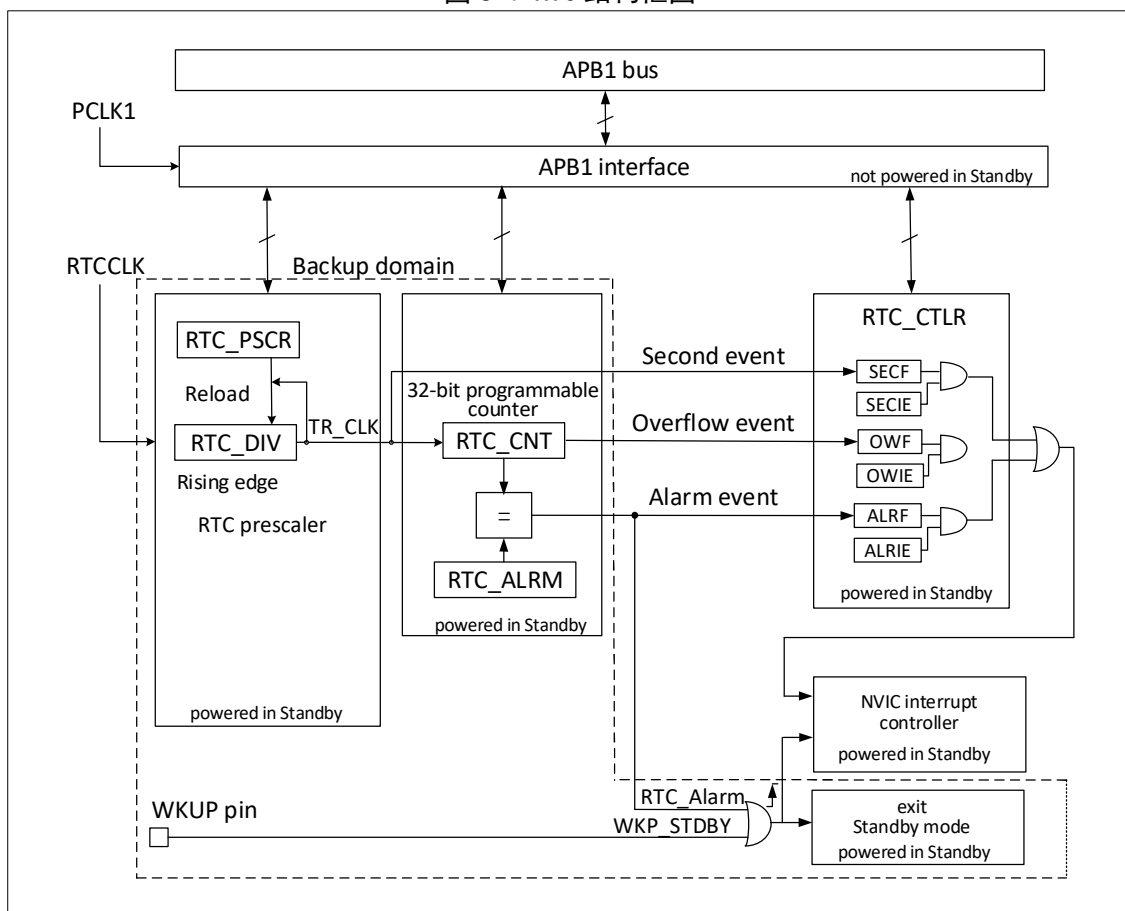 APB1 bus
PCLK1
APB1 interface
not powered in Standby
RTCCLK
Backup domain
RTC_PSCR
Reload
RTC_DIV
TR_CLK
Rising edge
RTC prescaler
powered in Standby
32-bit programmable
counter
RTC_CNT
=
RTC_ALRM
powered in Standby
Second event
Overflow event
Alarm event
RTC_CTLR
SECF
SECIE
OWF
OWIE
ALRF
ALRIE
powered in Standby
NVIC interrupt
controller
powered in Standby
RTC_Alarm
WKUP pin
WKP_STDBY
exit
Standby mode
powered in Standby